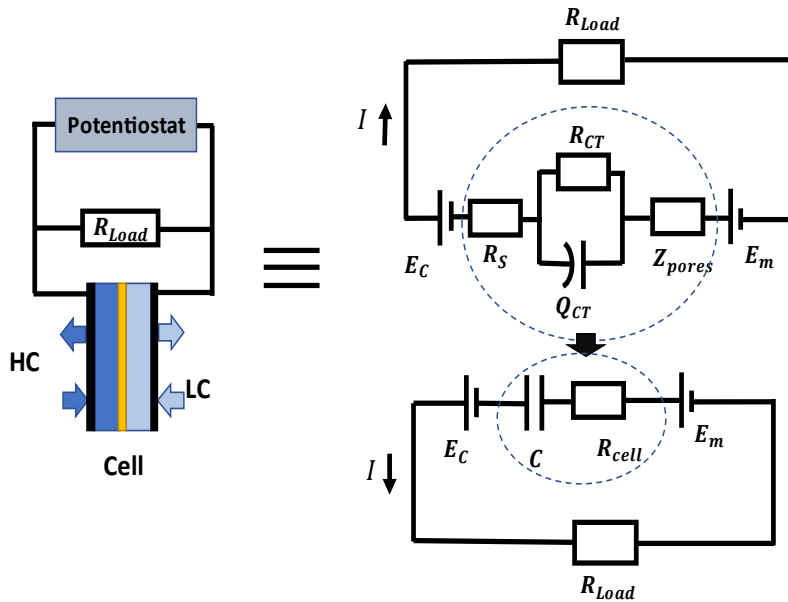 Potentiostat
R_Load
HC
LC
Cell
R_Load
I
R_CT
E_C
R_S
Z_pores
E_m
Q_CT
E_C
C
R_cell
E_m
I
R_Load